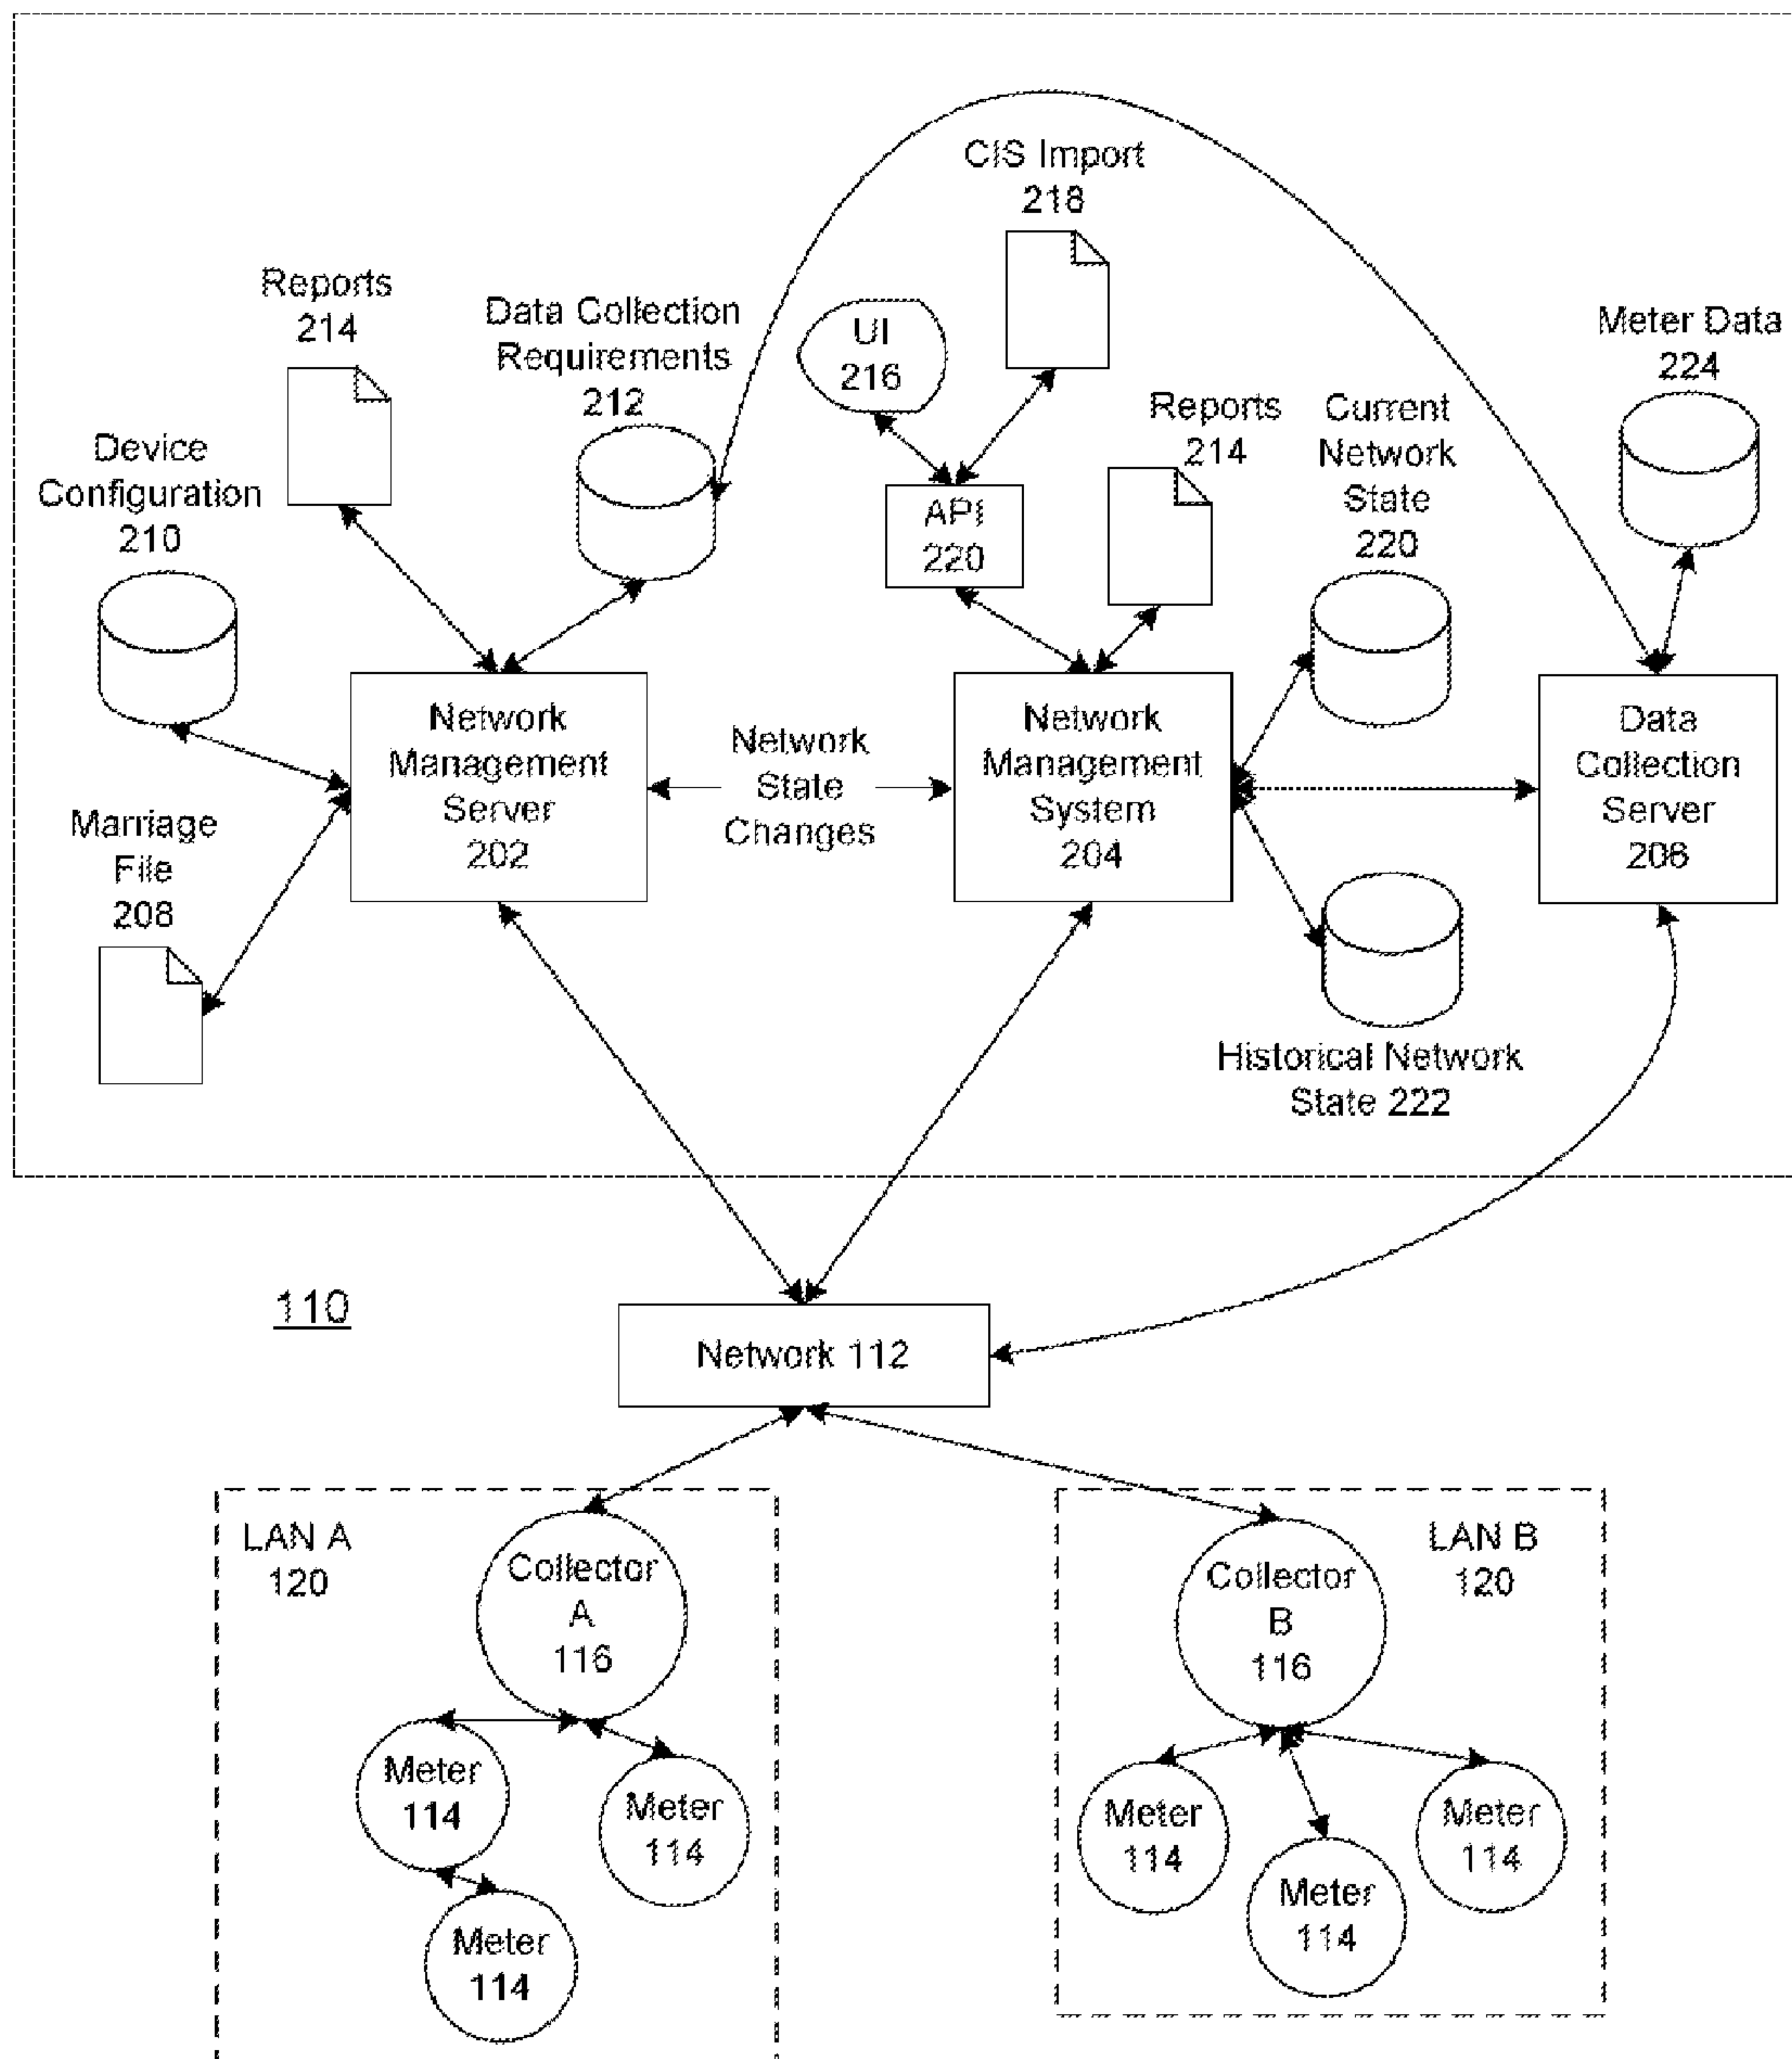 CIS Import
218
Reports
214
Data Collection
Requirements
212
UI
216
Meter Data
224
Device
Configuration
210
API
220
Reports
214
Current
Network
State
220
Network
Management
Server
202
Network
State
Changes
Network
Management
System
204
Data
Collection
Server
206
Marriage
File
208
Historical Network
State 222
110
Network 112
LAN A
120
Collector
A
116
Meter
114
Meter
114
Meter
114
LAN B
120
Collector
B
116
Meter
114
Meter
114
Meter
114